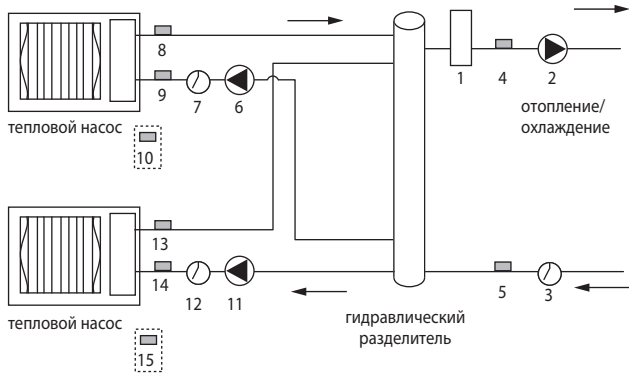 8
1
4
2
9
7
6
отопление/
охлаждение
тепловой насос
10
13
14
12
11
5
3
гидравлический
разделитель
тепловой насос
15